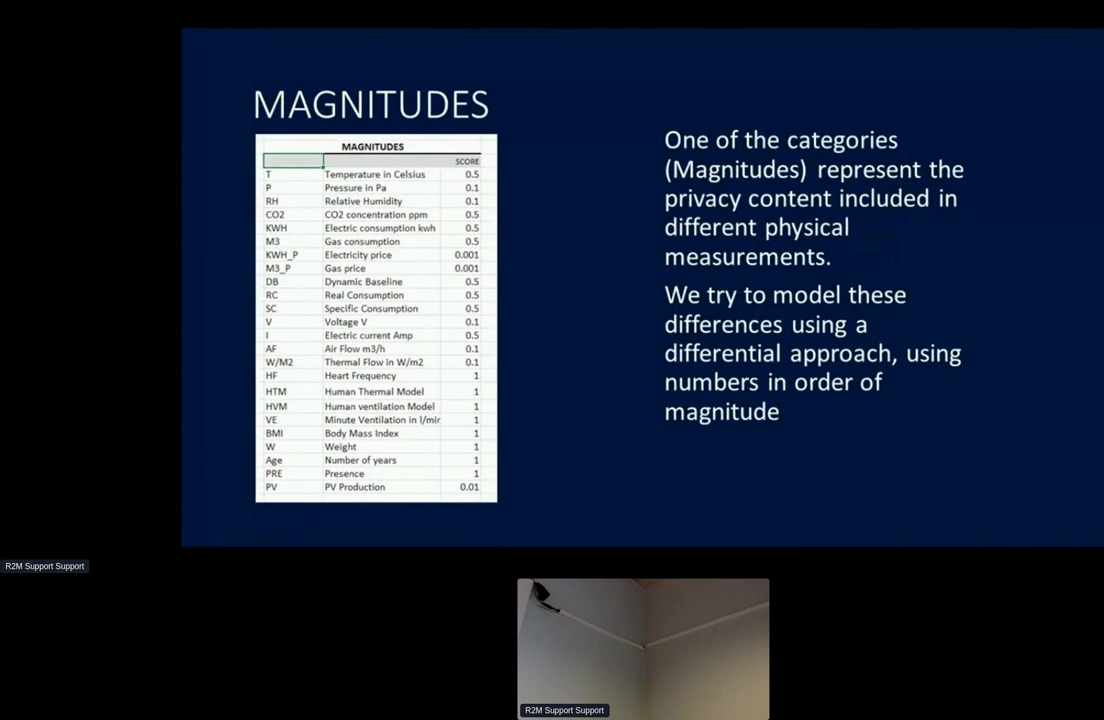 MAGNITUDES
MAGNITUDES
SCORE
T Temperature in Celsius 0.5
P Pressure in Pa 0.1
RH Relative Humidity 0.1
CO2 CO2 concentration ppm 0.5
KWH Electric consumption kwh 0.5
M3 Gas consumption 0.5
KWH_P Electricity price 0.001
M3_P Gas price 0.001
DB Dynamic Baseline 0.5
RC Real Consumption 0.5
SC Specific Consumption 0.5
V Voltage V 0.1
I Electric current Amp 0.5
AF Air Flow m3/h 0.1
W/M2 Thermal Flow in W/m2 0.1
HF Heart Frequency 1
HTM Human Thermal Model 1
HVM Human ventilation Model 1
VE Minute Ventilation in l/mir 1
BMI Body Mass Index 1
W Weight 1
Age Number of years 1
PRE Presence 1
PV PV Production 0.01
One of the categories
(Magnitudes) represent the
privacy content included in
different physical
measurements.
We try to model these
differences using a
differential approach, using
numbers in order of
magnitude
R2M Support Support
R2M Support Support